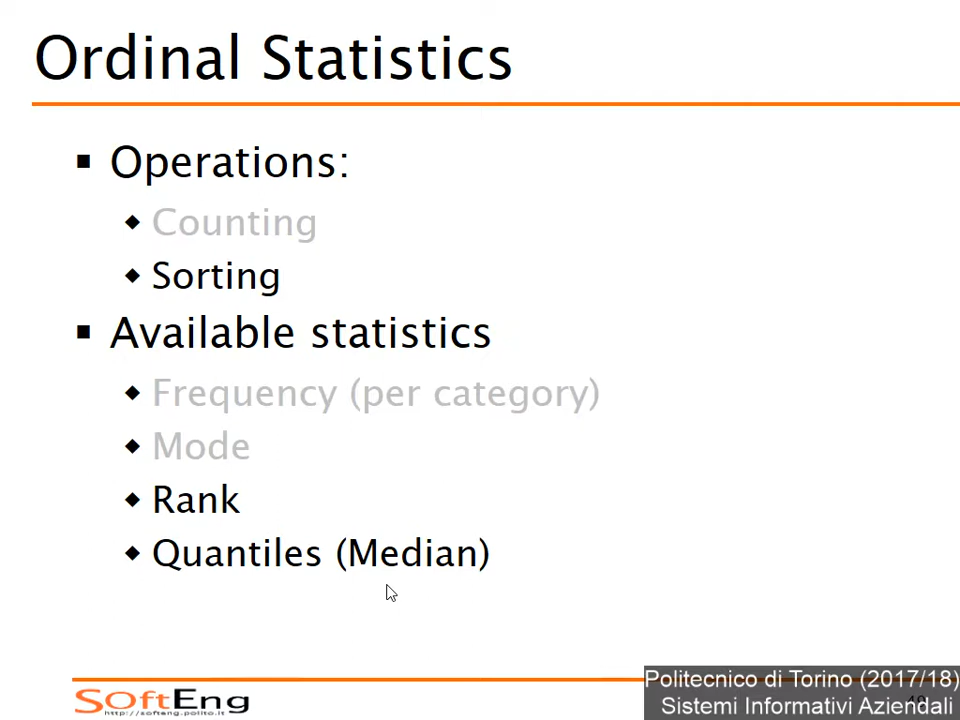 Ordinal Statistics
Operations:
Counting
Sorting
Available statistics
Frequency (per category)
Mode
Rank
Quantiles (Median)
SoftEng
http://softeng.polito.it
Politecnico di Torino (2017/18)
Sistemi Informativi Aziendali